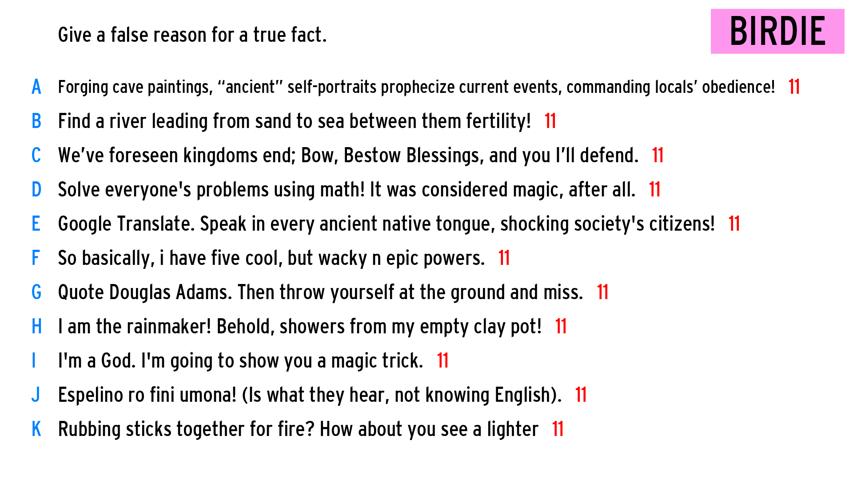 Give a false reason for a true fact.
BIRDIE
A Forging cave paintings, “ancient” self-portraits prophecize current events, commanding locals’ obedience! 11
B Find a river leading from sand to sea between them fertility! 11
C We’ve foreseen kingdoms end; Bow, Bestow Blessings, and you I’ll defend. 11
D Solve everyone's problems using math! It was considered magic, after all. 11
E Google Translate. Speak in every ancient native tongue, shocking society's citizens! 11
F So basically, i have five cool, but wacky n epic powers. 11
G Quote Douglas Adams. Then throw yourself at the ground and miss. 11
H I am the rainmaker! Behold, showers from my empty clay pot! 11
I I'm a God. I'm going to show you a magic trick. 11
J Espelino ro fini umona! (Is what they hear, not knowing English). 11
K Rubbing sticks together for fire? How about you see a lighter 11